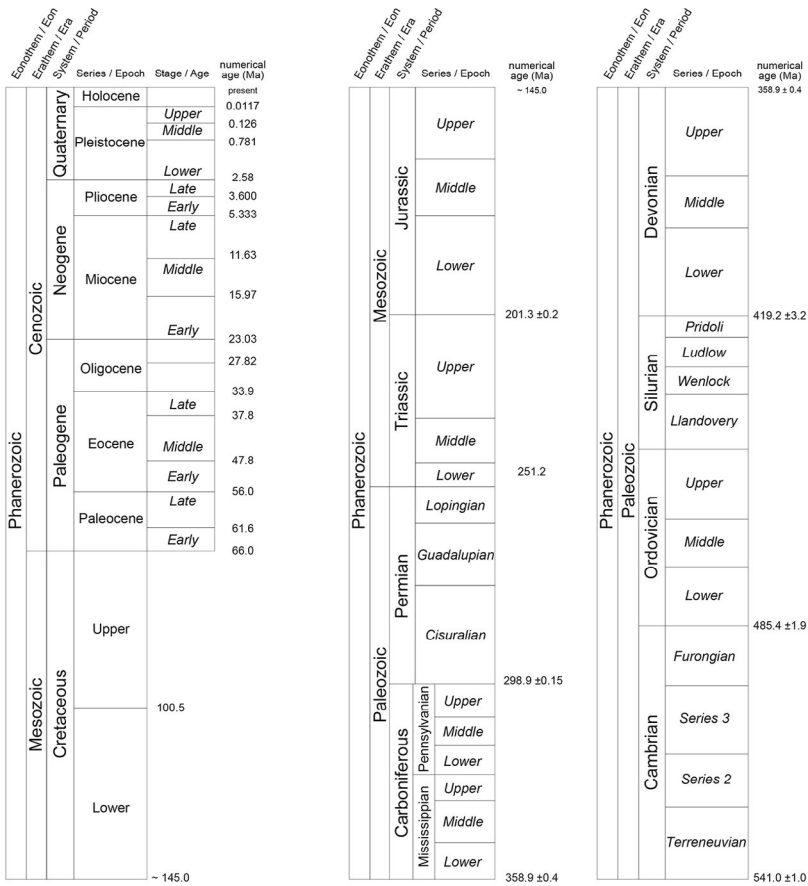 Eonothem / Eon
Erathem / Era
System / Period
Series / Epoch
Stage / Age
numerical
age (Ma)
Phanerozoic
Cenozoic
Mesozoic
Quaternary
Neogene
Paleogene
Cretaceous
Holocene
Pleistocene
Pliocene
Miocene
Oligocene
Eocene
Paleocene
Upper
Lower
Upper
Middle
Lower
Late
Early
Late
Middle
Early
Late
Middle
Early
Late
Early
present
0.0117
0.126
0.781
2.58
3.600
5.333
11.63
15.97
23.03
27.82
33.9
37.8
47.8
56.0
61.6
66.0
100.5
~ 145.0
Eonothem / Eon
Erathem / Era
System / Period
Series / Epoch
numerical
age (Ma)
Phanerozoic
Mesozoic
Paleozoic
Jurassic
Triassic
Permian
Carboniferous
Pennsylvanian
Mississippian
Upper
Middle
Lower
Upper
Middle
Lower
Lopingian
Guadalupian
Cisuralian
Upper
Middle
Lower
Upper
Middle
Lower
~ 145.0
201.3 ±0.2
251.2
298.9 ±0.15
358.9 ±0.4
Eonothem / Eon
Erathem / Era
System / Period
Series / Epoch
numerical
age (Ma)
Phanerozoic
Paleozoic
Devonian
Silurian
Ordovician
Cambrian
Upper
Middle
Lower
Pridoli
Ludlow
Wenlock
Llandovery
Upper
Middle
Lower
Furongian
Series 3
Series 2
Terreneuvian
358.9 ± 0.4
419.2 ±3.2
485.4 ±1.9
541.0 ±1.0